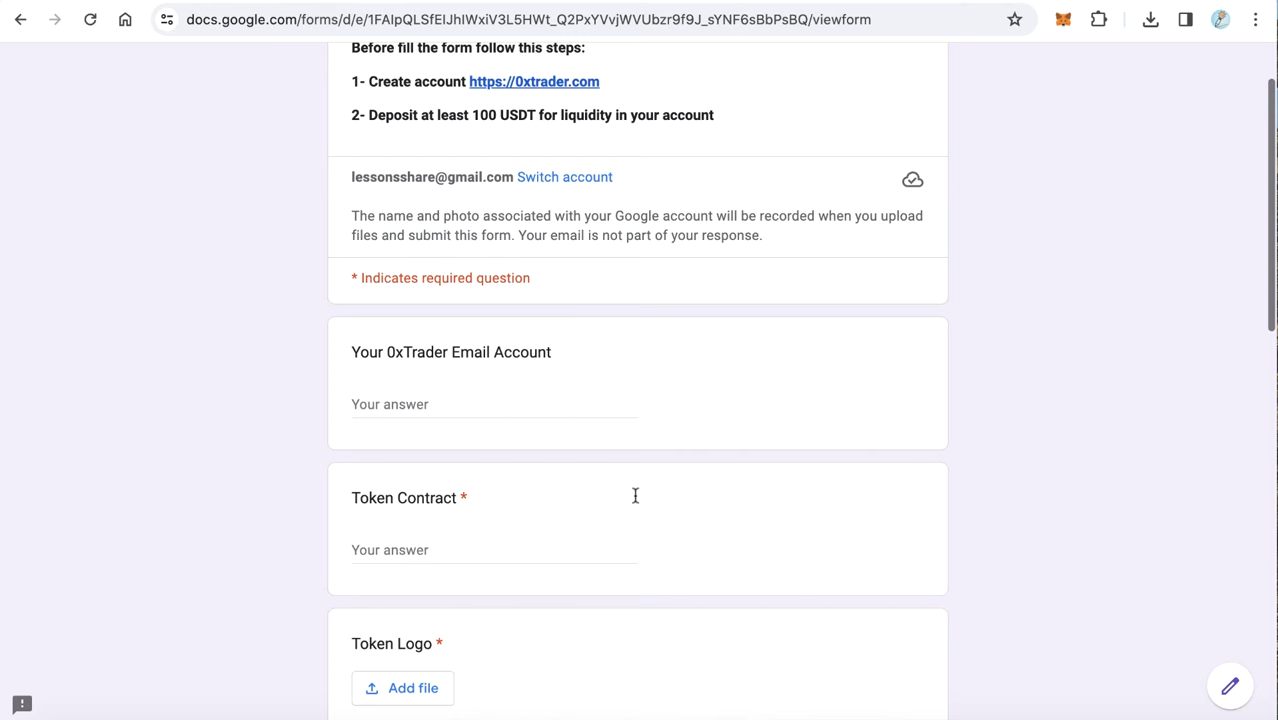 docs.google.com/forms/d/e/1FAIpQLSfEIJhIWxiV3L5HWt_Q2PxYVvjWVUbzr9f9J_sYNF6sBbPsBQ/viewform
Before fill the form follow this steps:
1- Create account https://0xtrader.com
2- Deposit at least 100 USDT for liquidity in your account
lessonsshare@gmail.com Switch account
The name and photo associated with your Google account will be recorded when you upload
files and submit this form. Your email is not part of your response.
* Indicates required question
Your 0xTrader Email Account
Your answer
Token Contract *
Your answer
Token Logo *
Add file